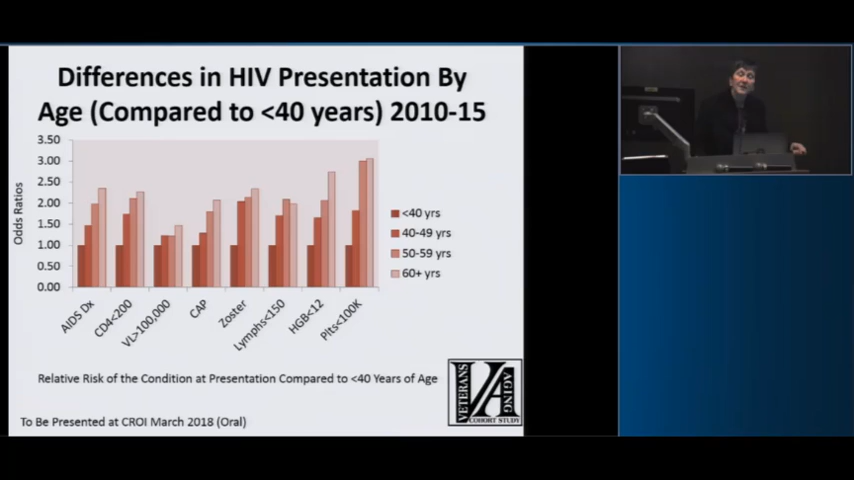 Differences in HIV Presentation By
Age (Compared to <40 years) 2010-15
Odds Ratios
3.50
3.00
2.50
2.00
1.50
1.00
0.50
0.00
AIDS Dx
CD4<200
VL>100,000
CAP
Zoster
Lymphs<150
HGB<12
Plts<100K
<40 yrs
40-49 yrs
50-59 yrs
60+ yrs
Relative Risk of the Condition at Presentation Compared to <40 Years of Age
To Be Presented at CROI March 2018 (Oral)
VETERANS
AGING
COHORT STUDY